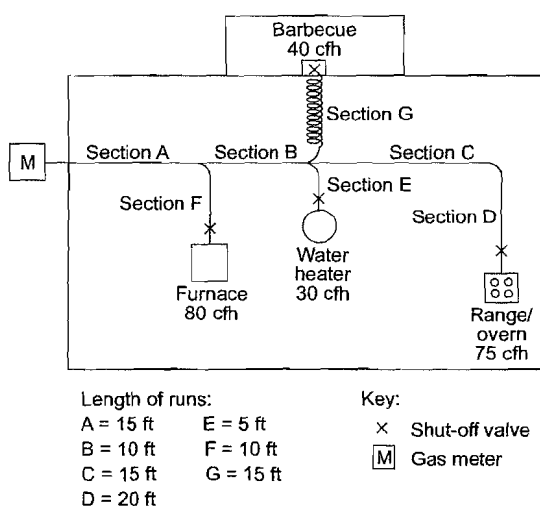 Barbecue
40 cfh
Section G
M
Section A
Section B
Section C
Section E
Section F
Section D
Water
heater
30 cfh
Furnace
80 cfh
Range/
overn
75 cfh
Length of runs:
A = 15 ft E = 5 ft
B = 10 ft F = 10 ft
C = 15 ft G = 15 ft
D = 20 ft
Key:
× Shut-off valve
M Gas meter